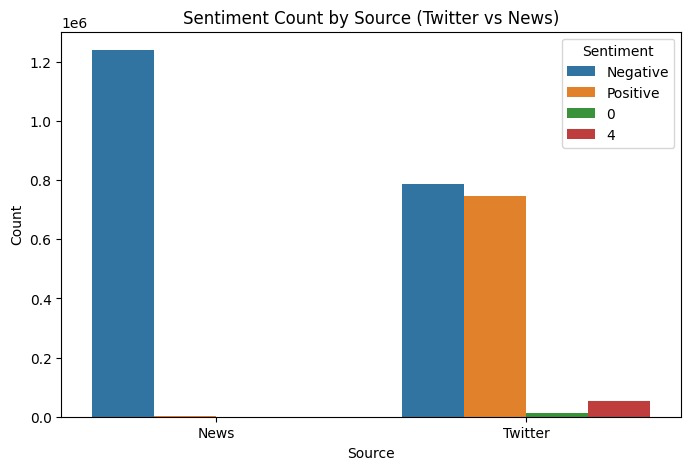 Sentiment Count by Source (Twitter vs News)
1e6
Sentiment
Negative
Positive
0
4
1.2
1.0
0.8
0.6
0.4
0.2
0.0
Count
News
Twitter
Source